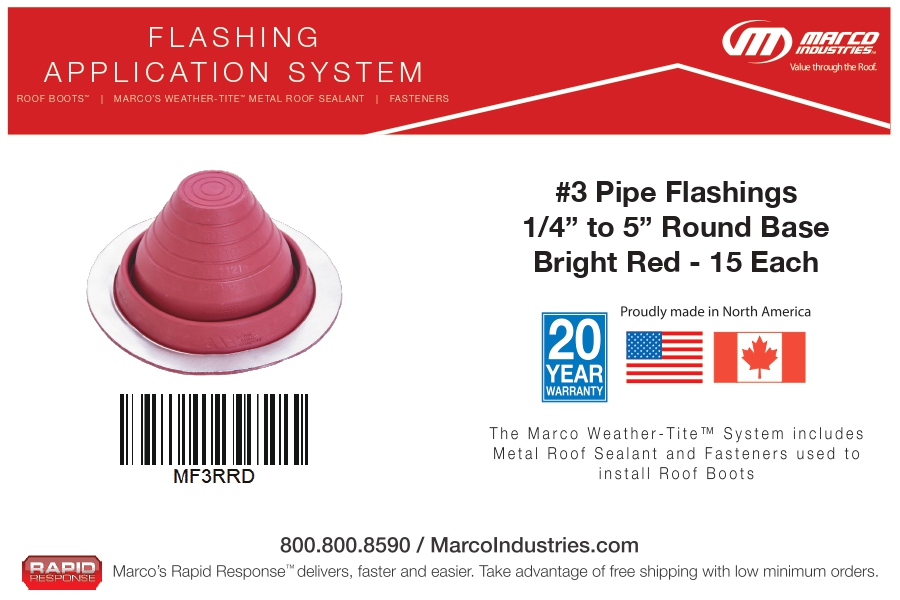 FLASHING
APPLICATION SYSTEM
ROOF BOOTS™ | MARCO'S WEATHER-TITE™ METAL ROOF SEALANT | FASTENERS
MARCO
INDUSTRIES™
Value through the Roof.
#3 Pipe Flashings
1/4” to 5” Round Base
Bright Red - 15 Each
Proudly made in North America
20
YEAR
WARRANTY
The Marco Weather-Tite™ System includes
Metal Roof Sealant and Fasteners used to
install Roof Boots
MF3RRD
800.800.8590 / MarcoIndustries.com
RAPID
RESPONSE
Marco’s Rapid Response™ delivers, faster and easier. Take advantage of free shipping with low minimum orders.